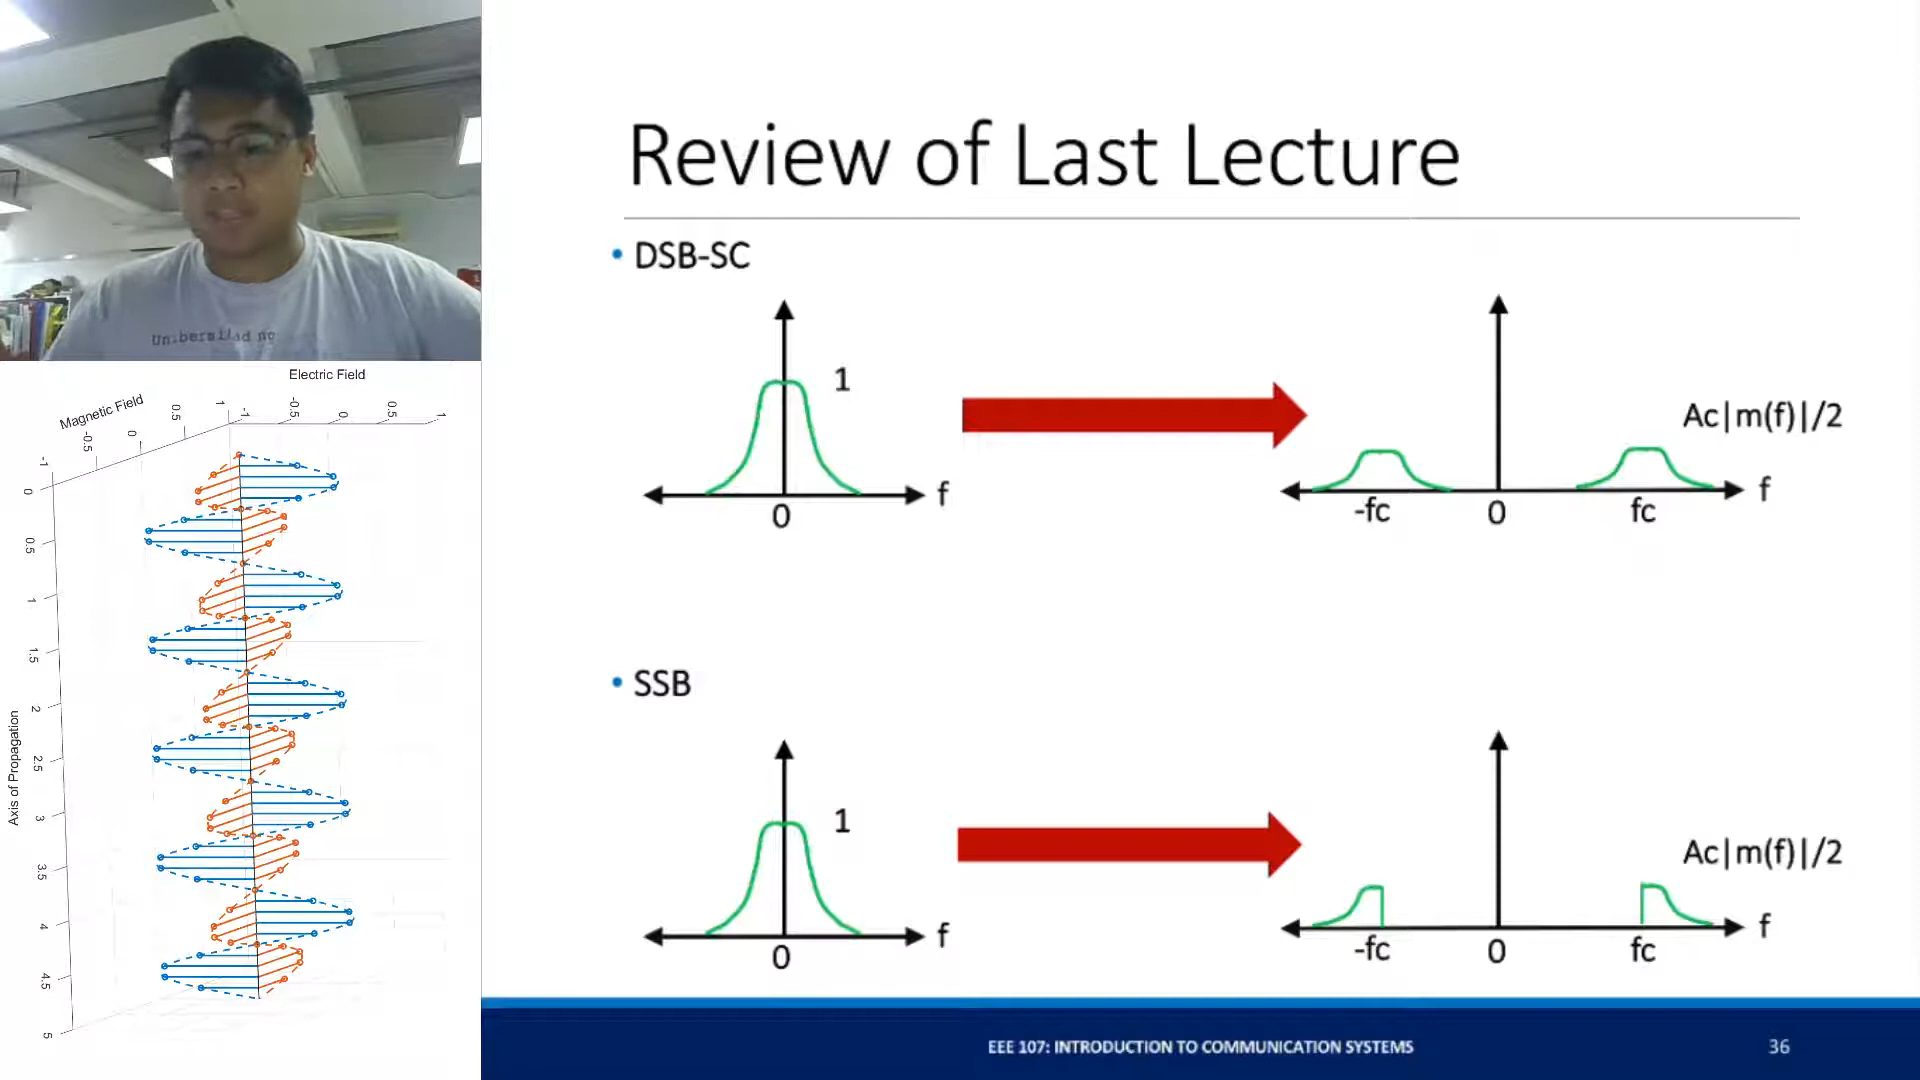 Unibersidad ng
Electric Field
Magnetic Field
-1 -0.5 0 0.5 1
-1 -0.5 0 0.5 1
0
0.5
1
1.5
2
2.5
3
3.5
4
4.5
5
Axis of Propagation
Review of Last Lecture
• DSB-SC
1
f
0
Ac|m(f)|/2
f
-fc 0 fc
• SSB
1
f
0
Ac|m(f)|/2
f
-fc 0 fc
EEE 107: INTRODUCTION TO COMMUNICATION SYSTEMS
36